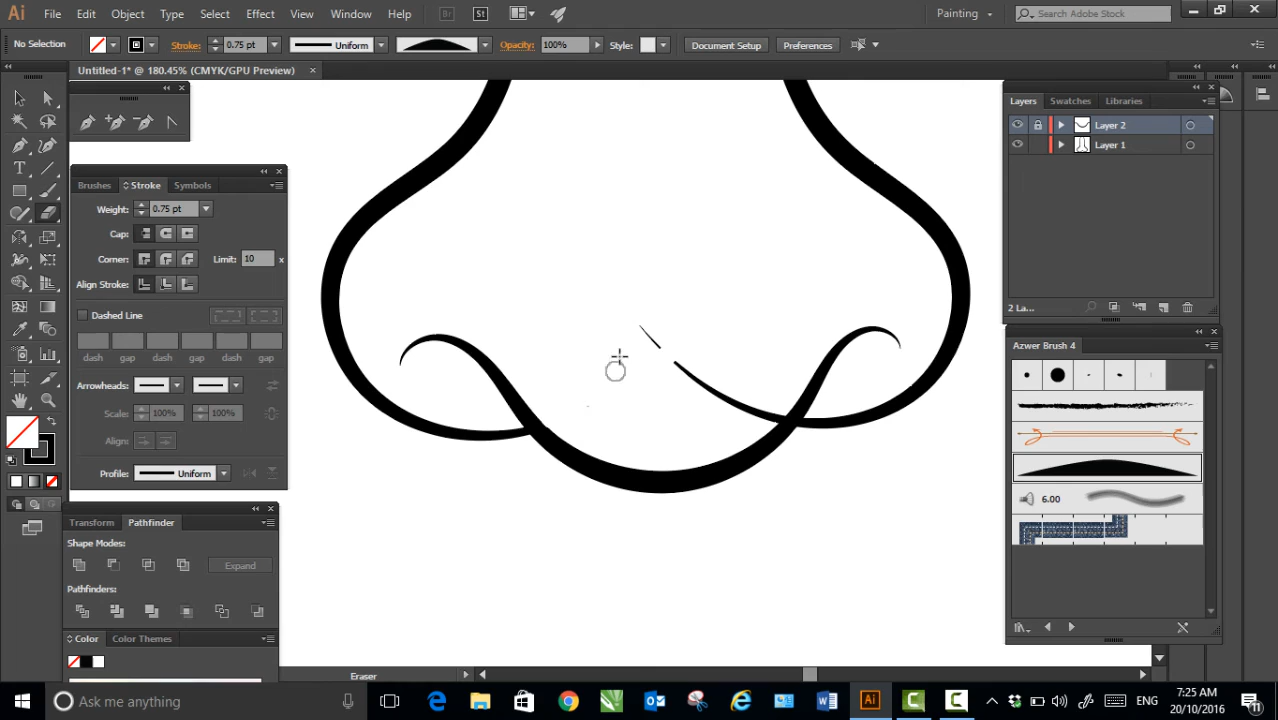 Ai File Edit Object Type Select Effect View Window Help Br St Painting Search Adobe Stock
No Selection Stroke: 0.75 pt Uniform Opacity: 100% Style: Document Setup Preferences
Untitled-1* @ 180.45% (CMYK/GPU Preview)
Layers Swatches Libraries
Layer 2
Layer 1
Brushes Stroke Symbols
Weight: 0.75 pt
Cap:
Corner: Limit: 10 x
Align Stroke:
Dashed Line
dash gap dash gap dash gap
Arrowheads:
Scale: 100% 100%
Align:
Profile: Uniform
2 La...
Azwer Brush 4
6.00
Transform Pathfinder
Shape Modes:
Expand
Pathfinders:
Color Color Themes
Eraser
Ask me anything
ENG
7:25 AM
20/10/2016
11